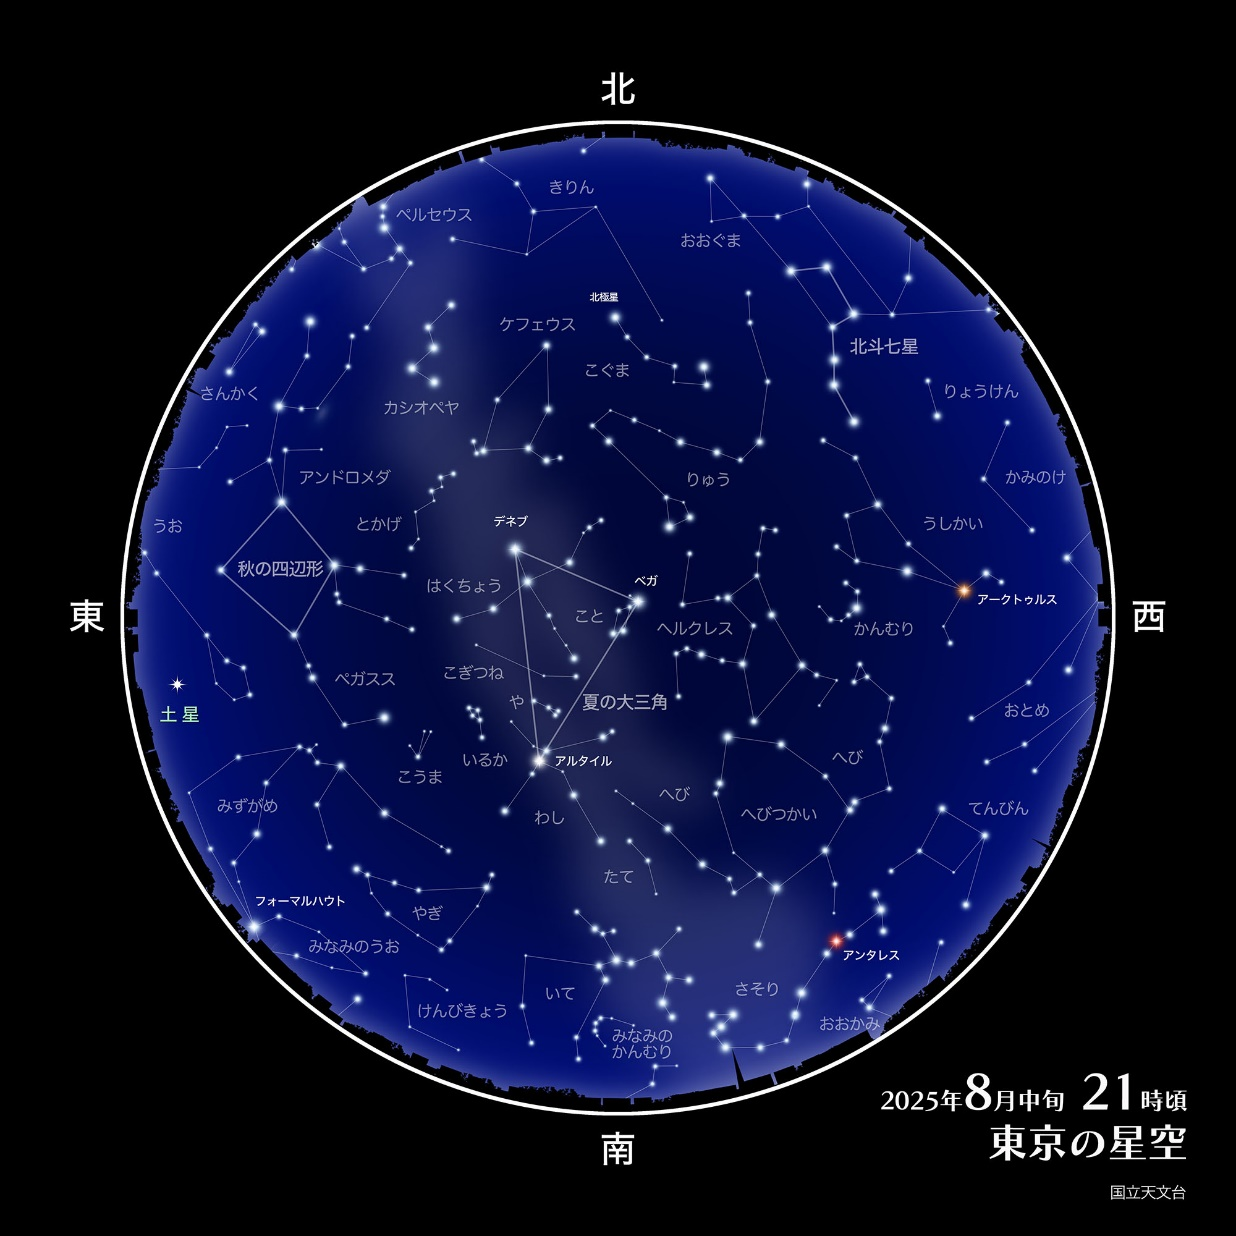 北
きりん
ペルセウス
おおぐま
北極星
ケフェウス
北斗七星
こぐま
さんかく
りょうけん
カシオペヤ
アンドロメダ
りゅう
かみのけ
うお
とかげ
デネブ
うしかい
秋の四辺形
はくちょう
ベガ
アークトゥルス
東
こと
ヘルクレス
かんむり
西
ペガスス
こぎつね
や
夏の大三角
おとめ
土星
いるか
アルタイル
へび
こうま
みずがめ
わし
へび
へびつかい
てんびん
たて
フォーマルハウト
やぎ
みなみのうお
アンタレス
けんびきょう
いて
さそり
みなみの
かんむり
おおかみ
南
2025年8月中旬 21時頃
東京の星空
国立天文台